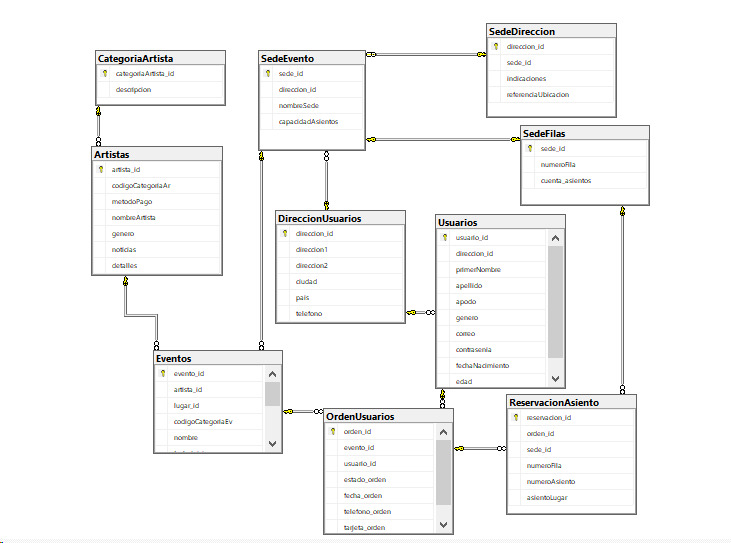 SedeDireccion
direccion_id
sede_id
indicaciones
referenciaUbicacion
CategoriaArtista
categoriaArtista_id
descripcion
SedeEvento
sede_id
direccion_id
nombreSede
capacidadAsientos
SedeFilas
sede_id
numeroFila
cuenta_asientos
Artistas
artista_id
codigoCategoriaAr
metodoPago
nombreArtista
genero
noticias
detalles
DireccionUsuarios
direccion_id
direccion1
direccion2
ciudad
pais
telefono
Usuarios
usuario_id
direccion_id
primerNombre
apellido
apodo
genero
correo
contrasenia
fechaNacimiento
edad
Eventos
evento_id
artista_id
lugar_id
codigoCategoriaEv
nombre
OrdenUsuarios
orden_id
evento_id
usuario_id
estado_orden
fecha_orden
telefono_orden
tarjeta_orden
ReservacionAsiento
reservacion_id
orden_id
sede_id
numeroFila
numeroAsiento
asientoLugar